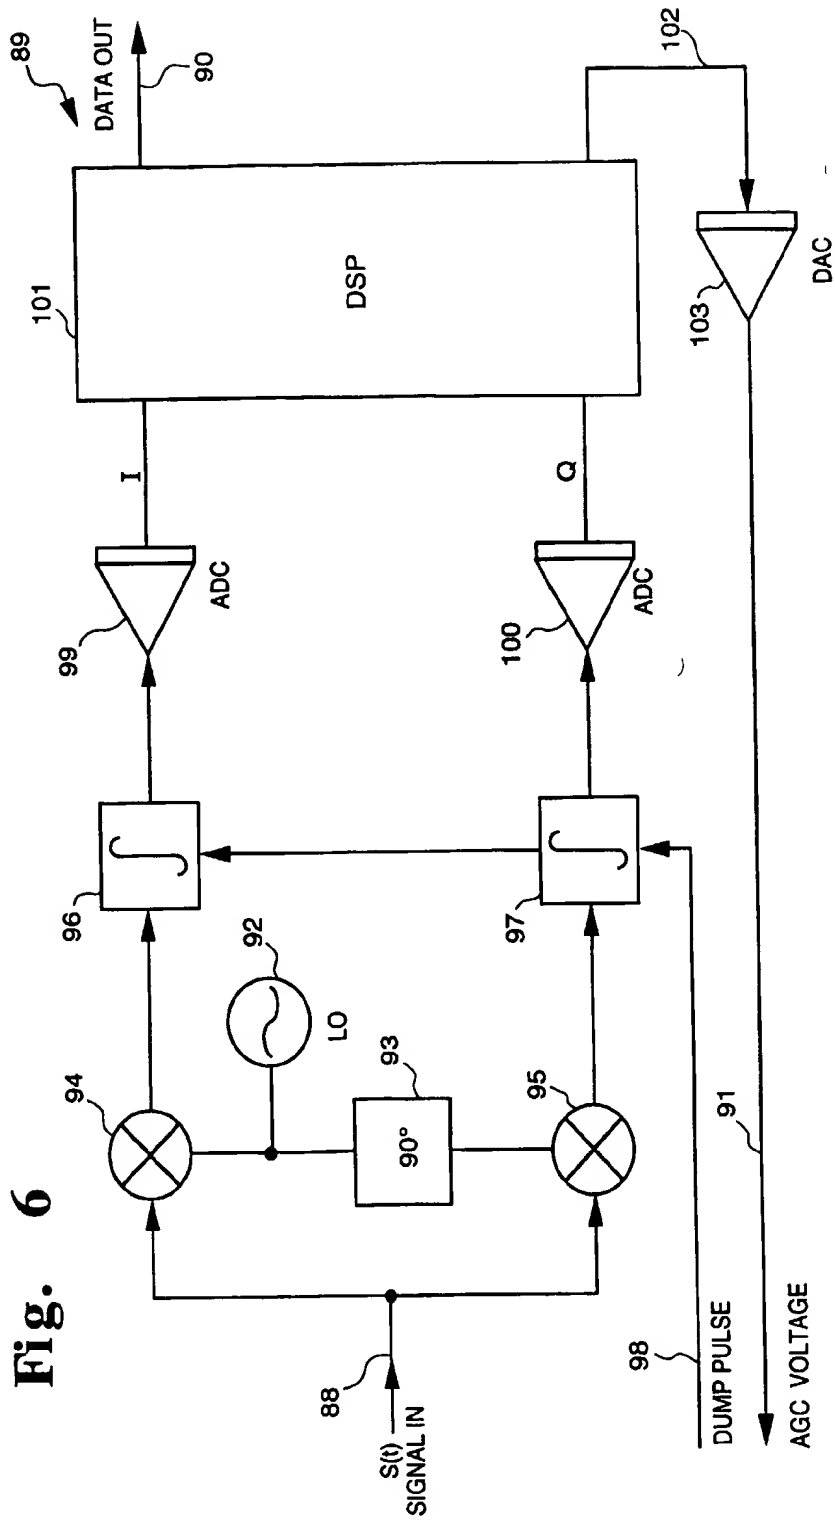 Fig. 6
89
DATA OUT
90
101
DSP
102
103
DAC
I
Q
99
ADC
100
ADC
96
97
92
LO
94
93
90°
95
88
S(t)
SIGNAL IN
98
DUMP PULSE
91
AGC VOLTAGE